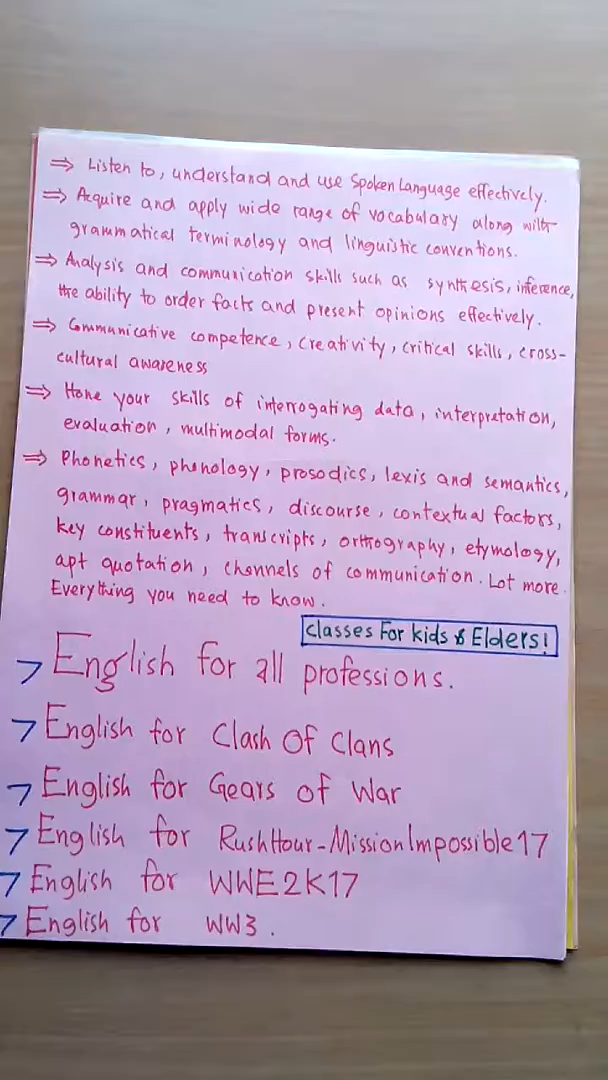 ⇒ Listen to, understand and use Spoken Language effectively.
⇒ Acquire and apply wide range of vocabulary along with
grammatical terminology and linguistic conventions.
⇒ Analysis and communication skills such as synthesis, inference,
the ability to order facts and present opinions effectively.
⇒ Communicative competence, creativity, critical skills, cross-
cultural awareness
⇒ Hone your skills of interrogating data, interpretation,
evaluation, multimodal forms.
⇒ Phonetics, phonology, prosodics, lexis and semantics,
grammar, pragmatics, discourse, contextual factors,
key constituents, transcripts, orthography, etymology,
apt quotation, channels of communication. Lot more.
Everything you need to know.
Classes For kids & Elders!
English for all professions.
English for Clash Of Clans
English for Gears of War
English for RushHour-MissionImpossible17
English for WWE2K17
English for WW3.